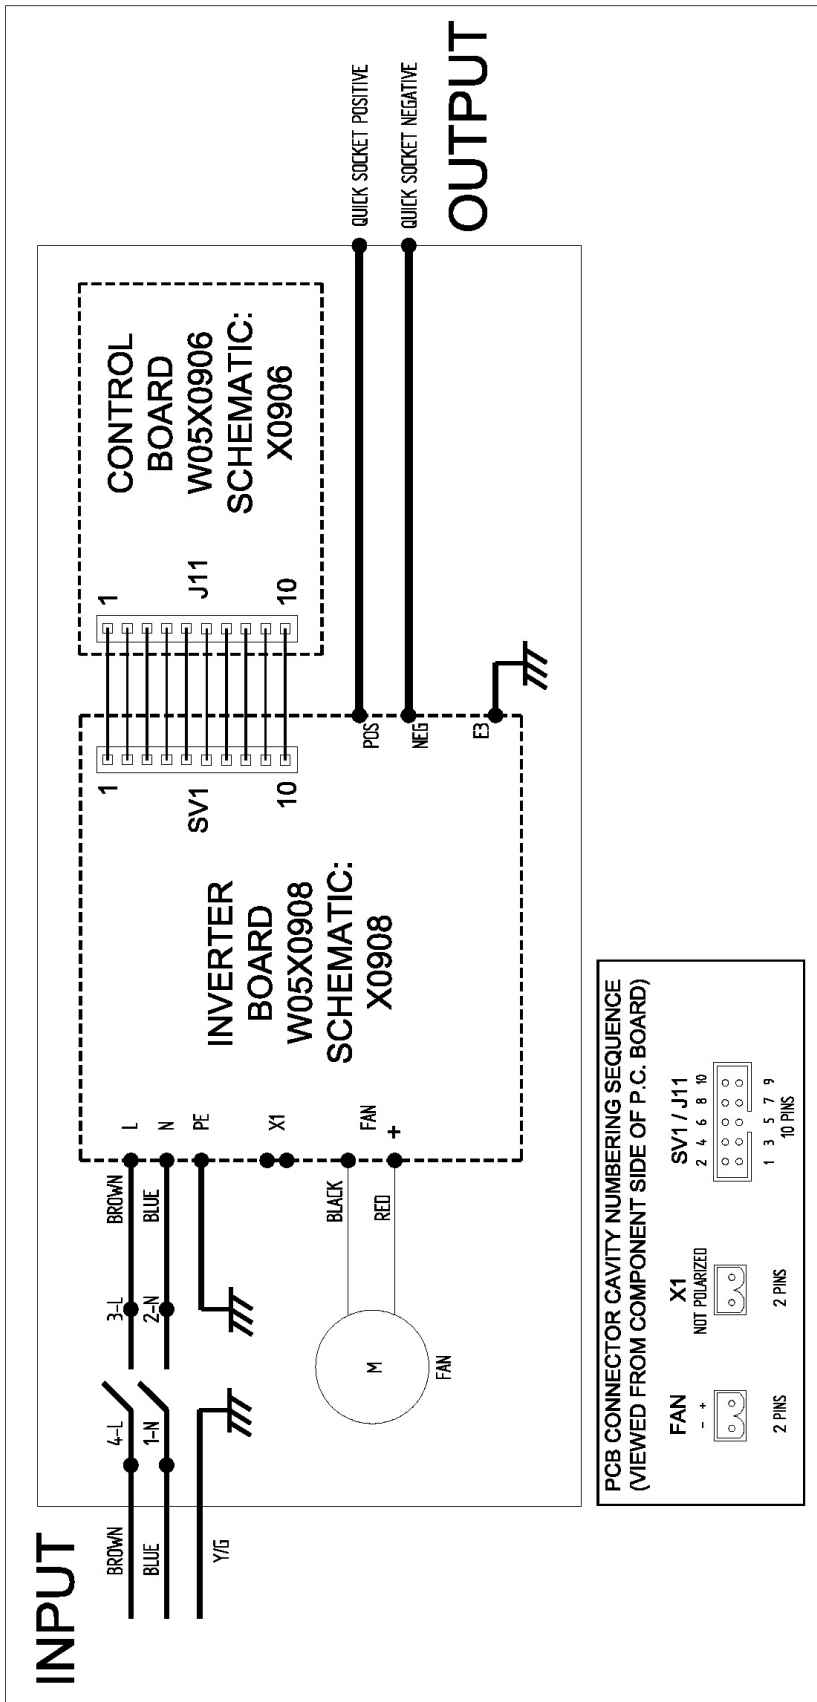 INPUT
BROWN
BLUE
Y/G
4-L
1-N
3-L
2-N
BROWN
BLUE
L
N
PE
X1
BLACK
RED
FAN
+
M
FAN
INVERTER
BOARD
W05X0908
SCHEMATIC:
X0908
1
SV1
10
POS
NEG
E3
1
J11
10
CONTROL
BOARD
W05X0906
SCHEMATIC:
X0906
QUICK SOCKET POSITIVE
QUICK SOCKET NEGATIVE
OUTPUT
PCB CONNECTOR CAVITY NUMBERING SEQUENCE
(VIEWED FROM COMPONENT SIDE OF P.C. BOARD)
FAN
- +
2 PINS
X1
NOT POLARIZED
2 PINS
SV1 / J11
2 4 6 8 10
1 3 5 7 9
10 PINS